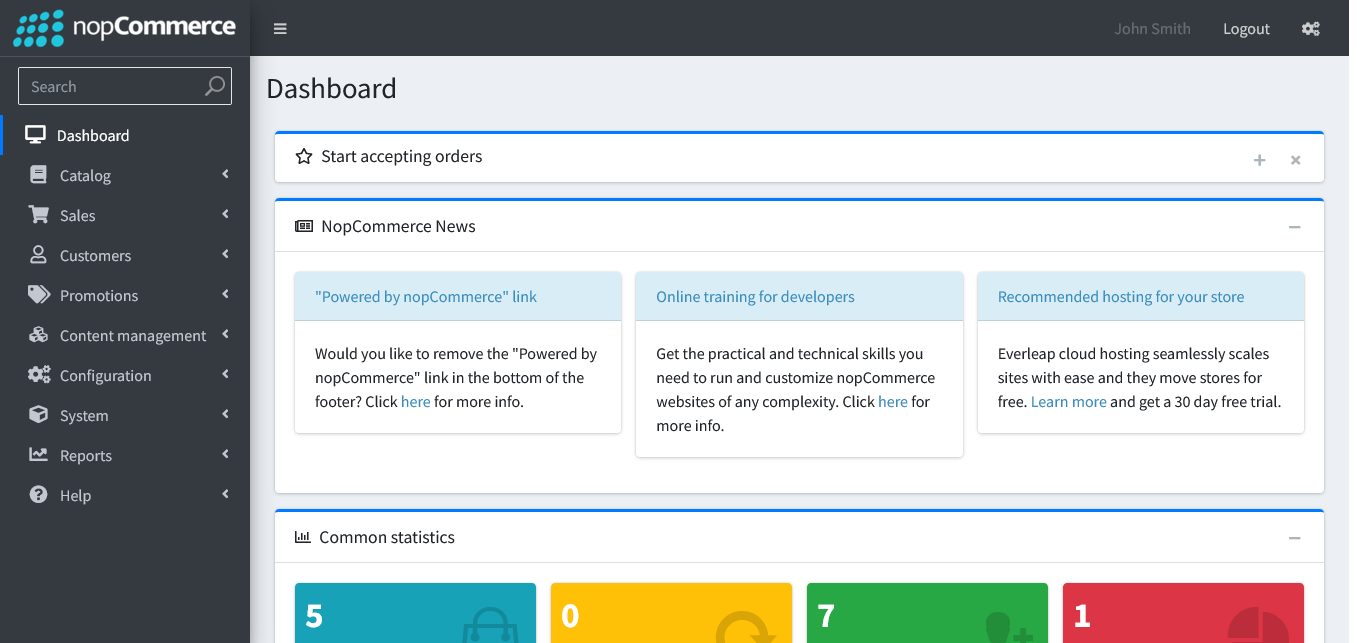 nopCommerce
John Smith
Logout
Search
Dashboard
Catalog
Sales
Customers
Promotions
Content management
Configuration
System
Reports
Help
Dashboard
Start accepting orders
NopCommerce News
"Powered by nopCommerce" link
Would you like to remove the "Powered by
nopCommerce" link in the bottom of the
footer? Click here for more info.
Online training for developers
Get the practical and technical skills you
need to run and customize nopCommerce
websites of any complexity. Click here for
more info.
Recommended hosting for your store
Everleap cloud hosting seamlessly scales
sites with ease and they move stores for
free. Learn more and get a 30 day free trial.
Common statistics
5
0
7
1